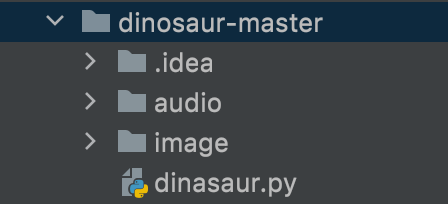 dinosaur-master
.idea
audio
image
dinasaur.py